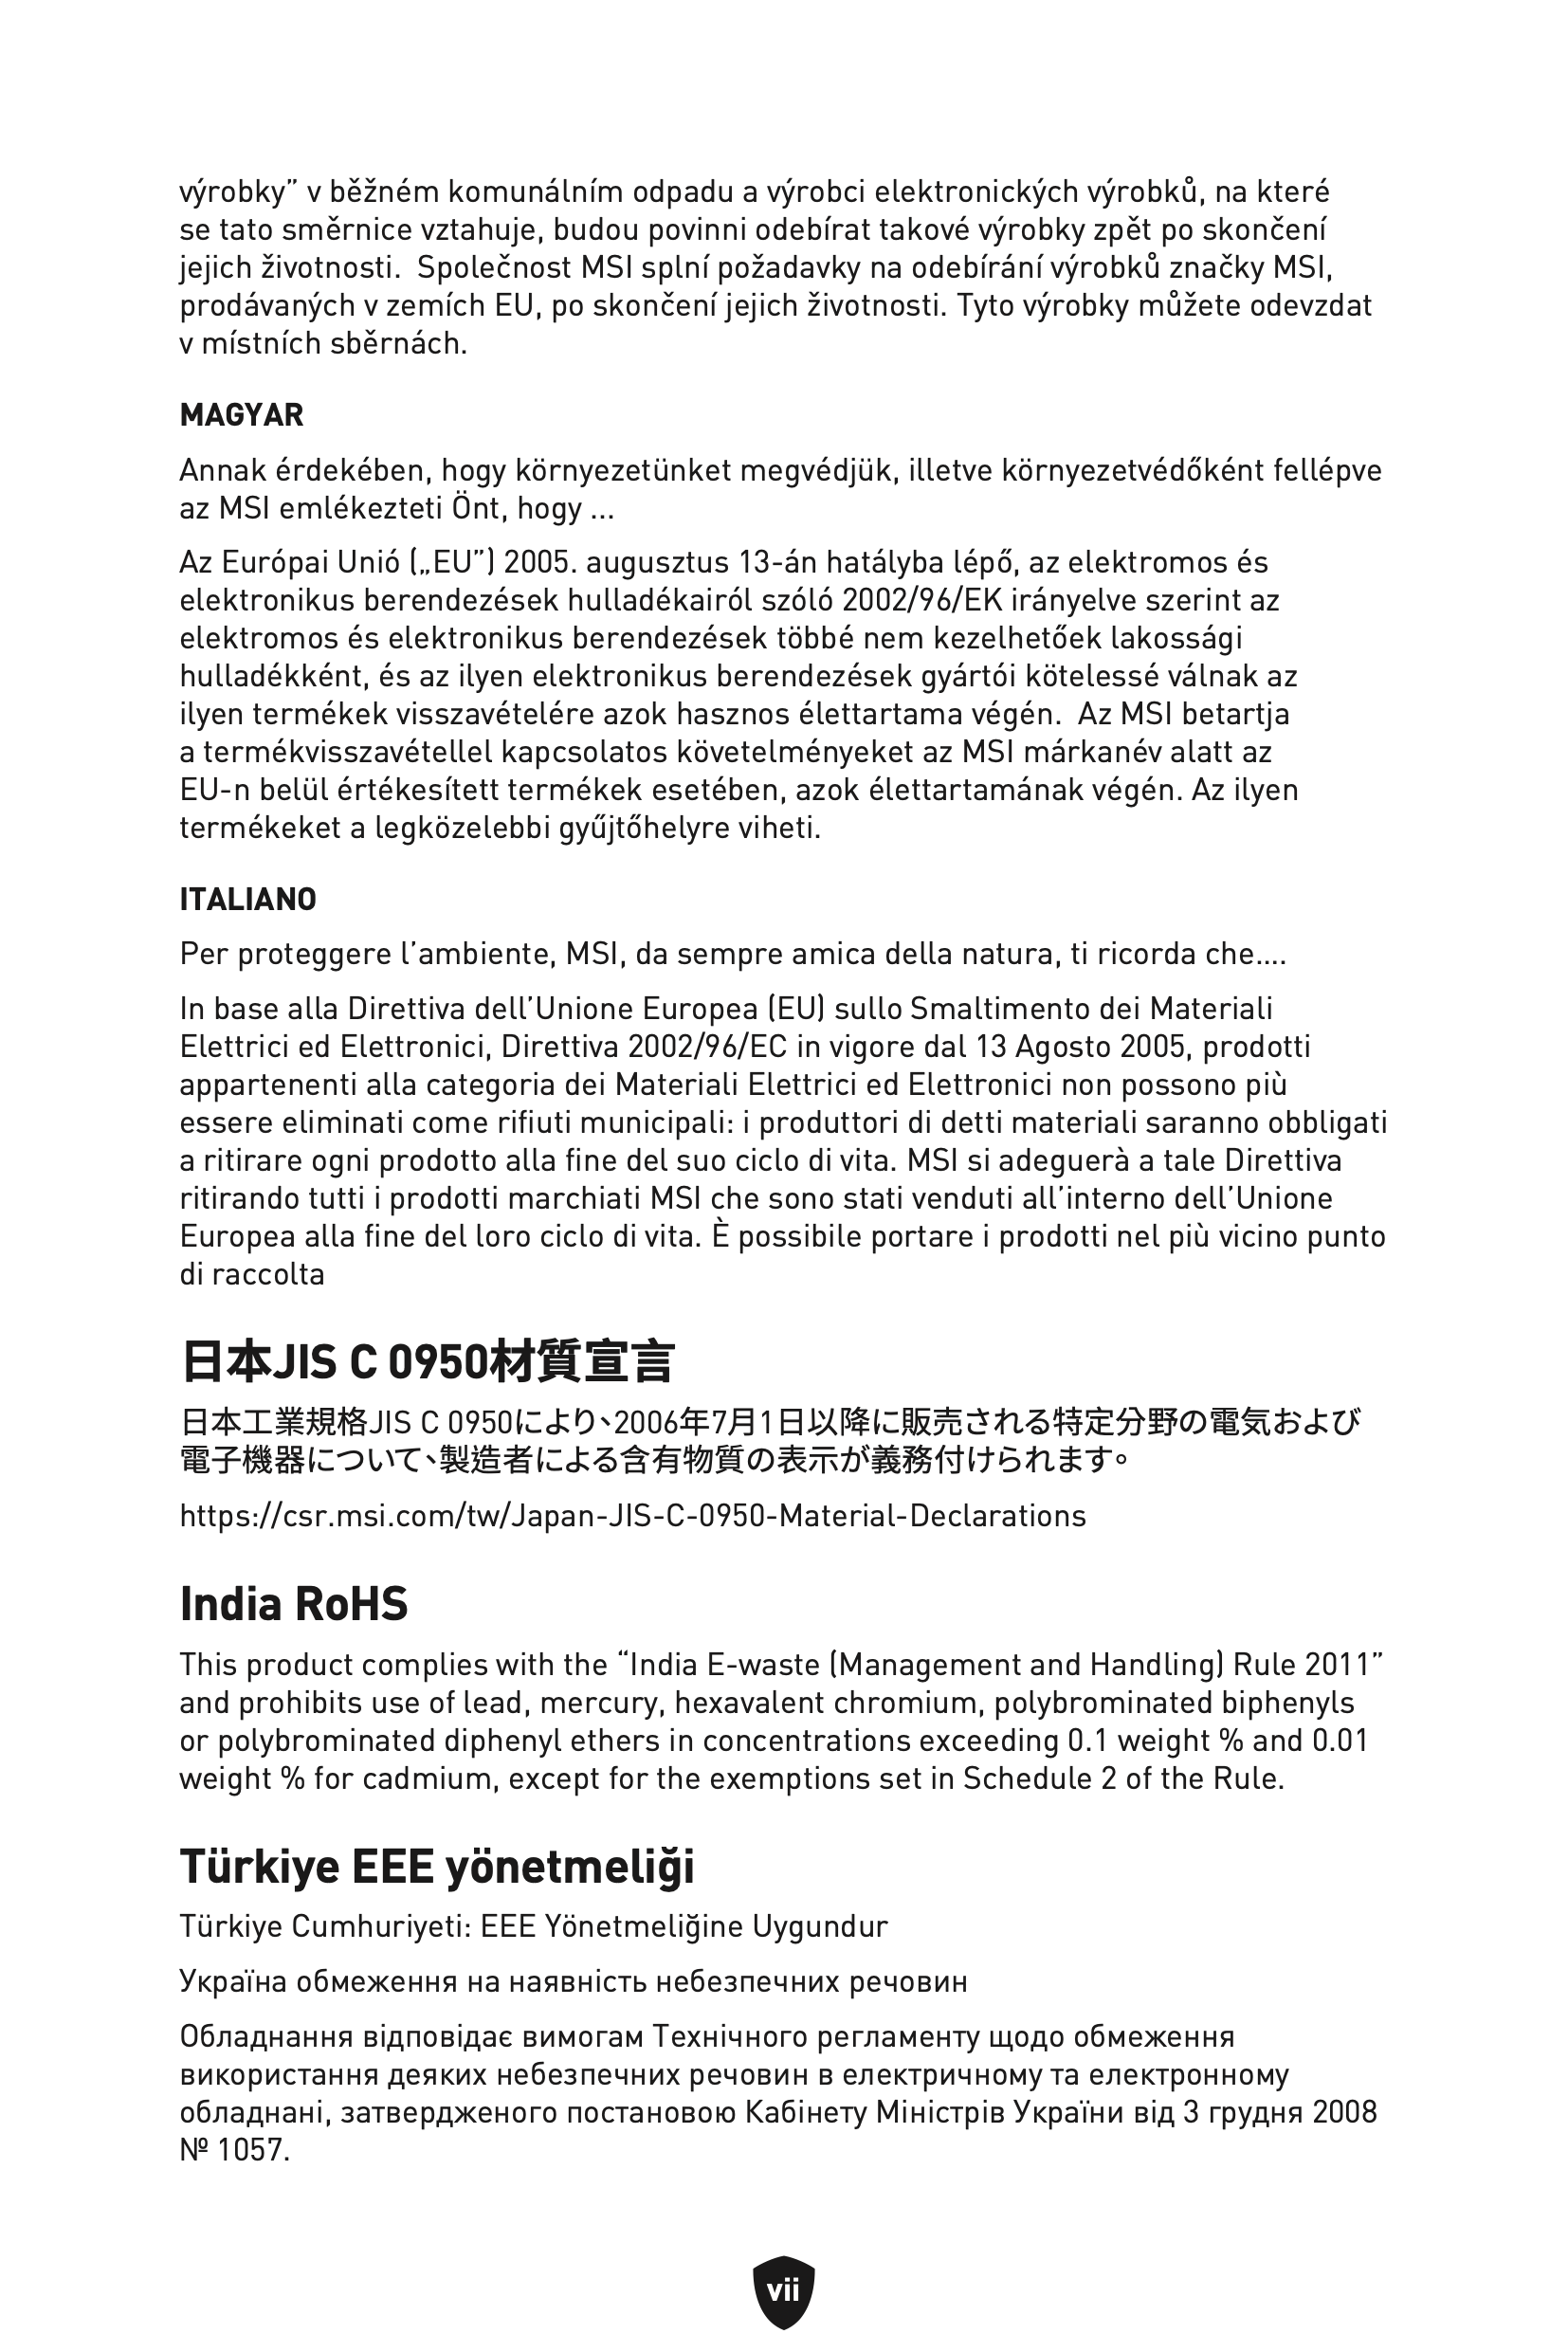 výrobky” v běžném komunálním odpadu a výrobci elektronických výrobků, na které
se tato směrnice vztahuje, budou povinni odebírat takové výrobky zpět po skončení
jejich životnosti.  Společnost MSI splní požadavky na odebírání výrobků značky MSI,
prodávaných v zemích EU, po skončení jejich životnosti. Tyto výrobky můžete odevzdat
v místních sběrnách.
MAGYAR
Annak érdekében, hogy környezetünket megvédjük, illetve környezetvédőként fellépve
az MSI emlékezteti Önt, hogy ...
Az Európai Unió („EU”) 2005. augusztus 13-án hatályba lépő, az elektromos és
elektronikus berendezések hulladékairól szóló 2002/96/EK irányelve szerint az
elektromos és elektronikus berendezések többé nem kezelhetőek lakossági
hulladékként, és az ilyen elektronikus berendezések gyártói kötelessé válnak az
ilyen termékek visszavételére azok hasznos élettartama végén.  Az MSI betartja
a termékvisszavétellel kapcsolatos követelményeket az MSI márkanév alatt az
EU-n belül értékesített termékek esetében, azok élettartamának végén. Az ilyen
termékeket a legközelebbi gyűjtőhelyre viheti.
ITALIANO
Per proteggere l’ambiente, MSI, da sempre amica della natura, ti ricorda che….
In base alla Direttiva dell’Unione Europea (EU) sullo Smaltimento dei Materiali
Elettrici ed Elettronici, Direttiva 2002/96/EC in vigore dal 13 Agosto 2005, prodotti
appartenenti alla categoria dei Materiali Elettrici ed Elettronici non possono più
essere eliminati come rifiuti municipali: i produttori di detti materiali saranno obbligati
a ritirare ogni prodotto alla fine del suo ciclo di vita. MSI si adeguerà a tale Direttiva
ritirando tutti i prodotti marchiati MSI che sono stati venduti all’interno dell’Unione
Europea alla fine del loro ciclo di vita. È possibile portare i prodotti nel più vicino punto
di raccolta
日本JIS C 0950材質宣言
日本工業規格JIS C 0950により、2006年7月1日以降に販売される特定分野の電気および
電子機器について、製造者による含有物質の表示が義務付けられます。
https://csr.msi.com/tw/Japan-JIS-C-0950-Material-Declarations
India RoHS
This product complies with the “India E-waste (Management and Handling) Rule 2011”
and prohibits use of lead, mercury, hexavalent chromium, polybrominated biphenyls
or polybrominated diphenyl ethers in concentrations exceeding 0.1 weight % and 0.01
weight % for cadmium, except for the exemptions set in Schedule 2 of the Rule.
Türkiye EEE yönetmeliği
Türkiye Cumhuriyeti: EEE Yönetmeliğine Uygundur
Україна обмеження на наявність небезпечних речовин
Обладнання відповідає вимогам Технічного регламенту щодо обмеження
використання деяких небезпечних речовин в електричному та електронному
обладнані, затвердженого постановою Кабінету Міністрів України від 3 грудня 2008
№ 1057.
vii